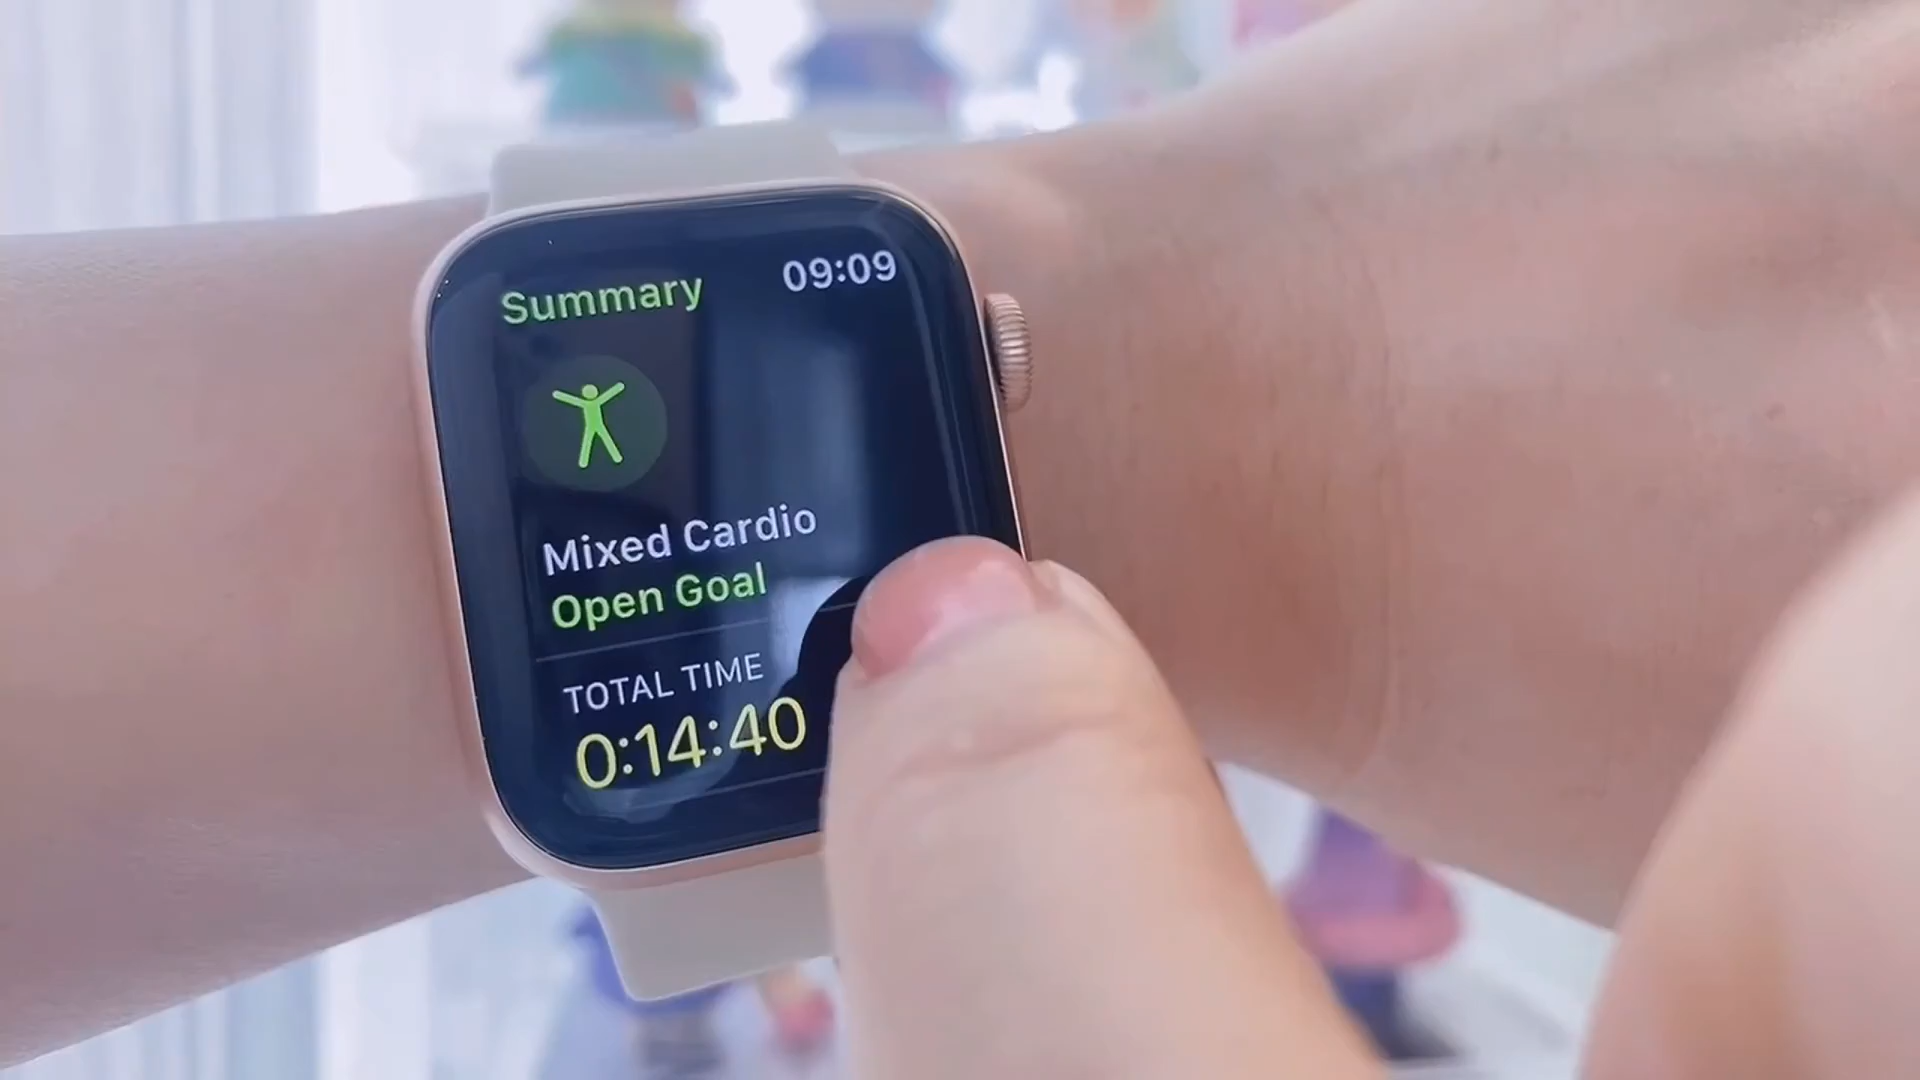 Summary 09:09
Mixed Cardio
Open Goal
TOTAL TIME
0:14:40